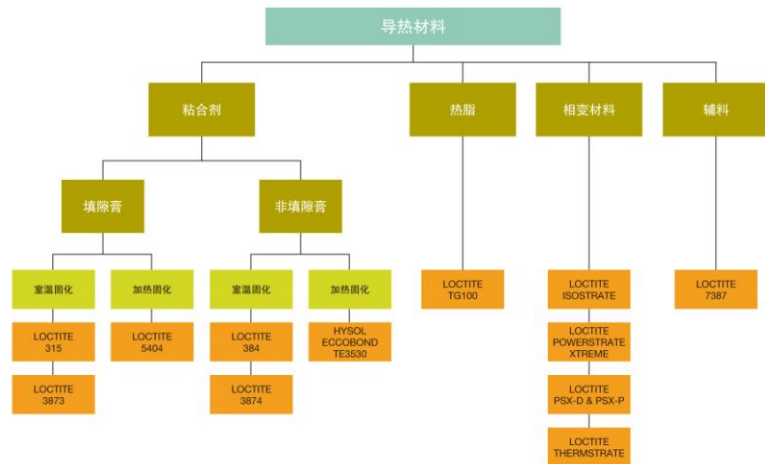 导热材料
粘合剂
热脂
相变材料
辅料
填隙膏
非填隙膏
室温固化
加热固化
室温固化
加热固化
LOCTITE
TG100
LOCTITE
ISOSTRATE
LOCTITE
7387
LOCTITE
315
LOCTITE
5404
LOCTITE
384
HYSOL
ECCOBOND
TE3530
LOCTITE
POWERSTRATE
XTREME
LOCTITE
3873
LOCTITE
3874
LOCTITE
PSX-D & PSX-P
LOCTITE
THERMSTRATE